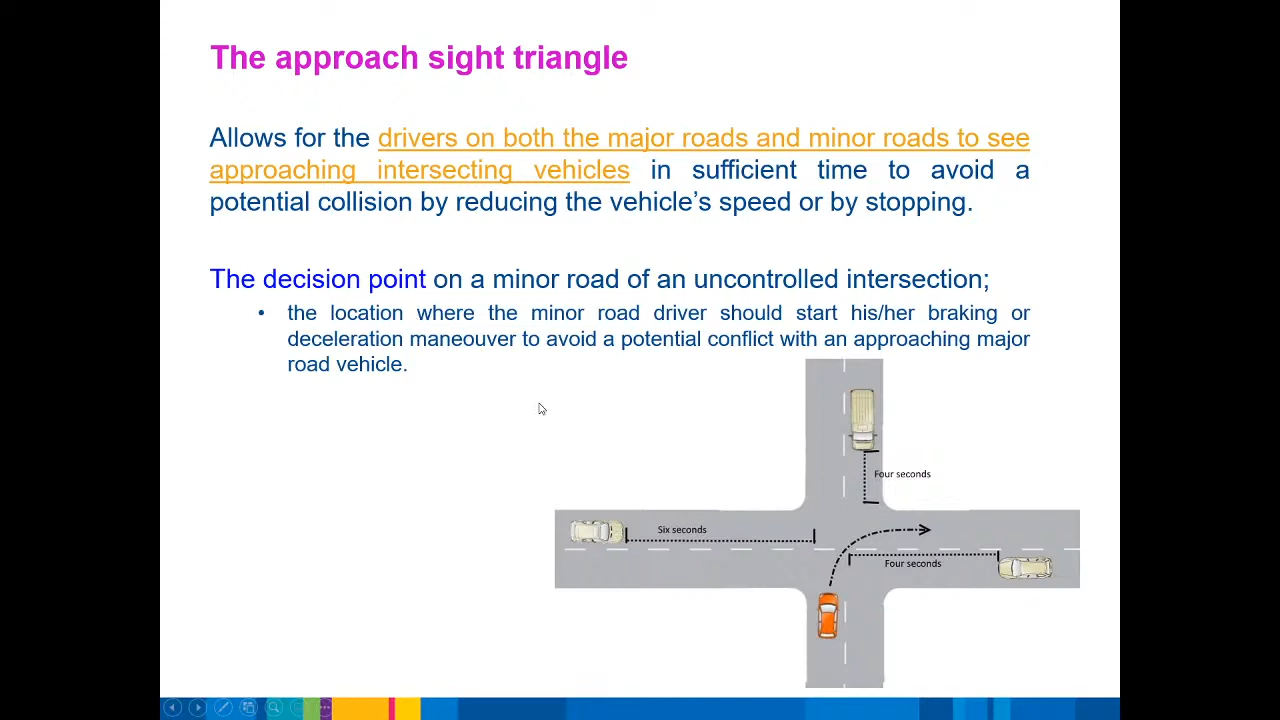 The approach sight triangle
Allows for the drivers on both the major roads and minor roads to see
approaching intersecting vehicles in sufficient time to avoid a
potential collision by reducing the vehicle’s speed or by stopping.
The decision point on a minor road of an uncontrolled intersection;
• the location where the minor road driver should start his/her braking or
deceleration maneouver to avoid a potential conflict with an approaching major
road vehicle.
Four seconds
Six seconds
Four seconds